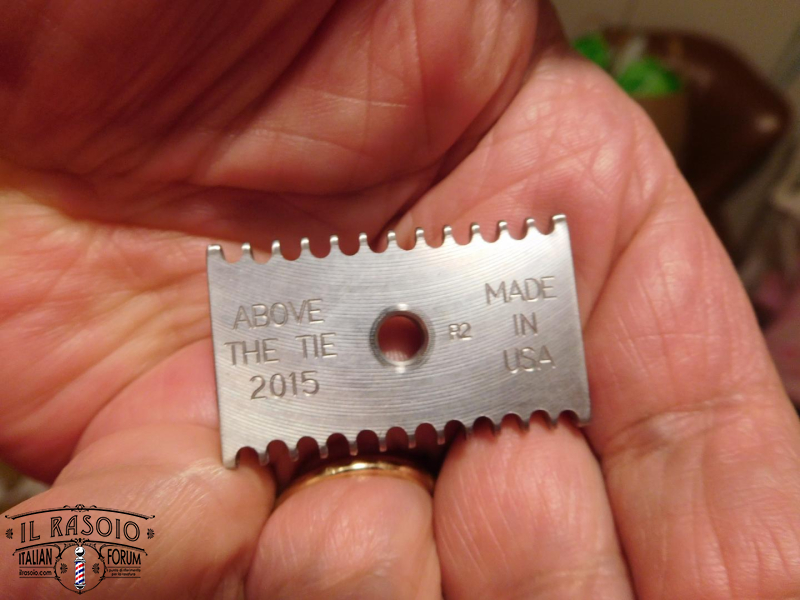 ABOVE
THE TIE
2015
R2
MADE
IN
USA
IL RASOIO
ITALIAN FORUM
ilrasoio.com